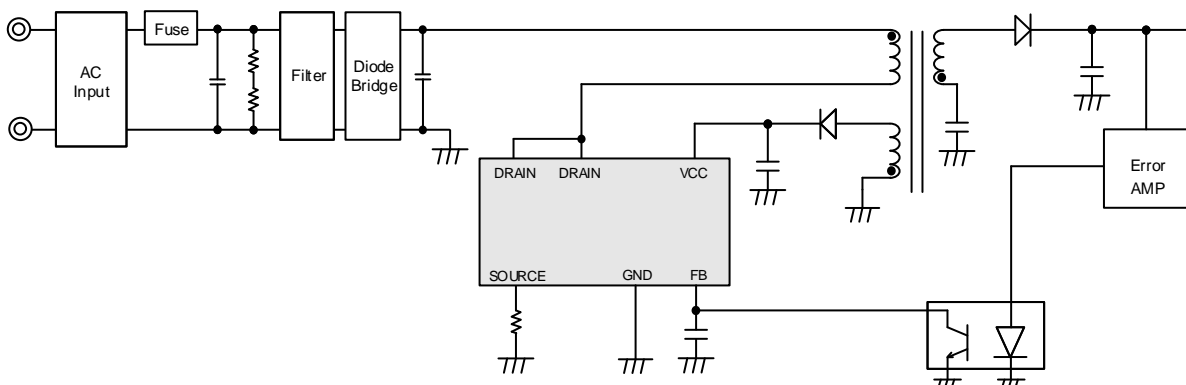 Fuse
AC
Input
Filter
Diode
Bridge
DRAIN
DRAIN
VCC
Error
AMP
SOURCE
GND
FB